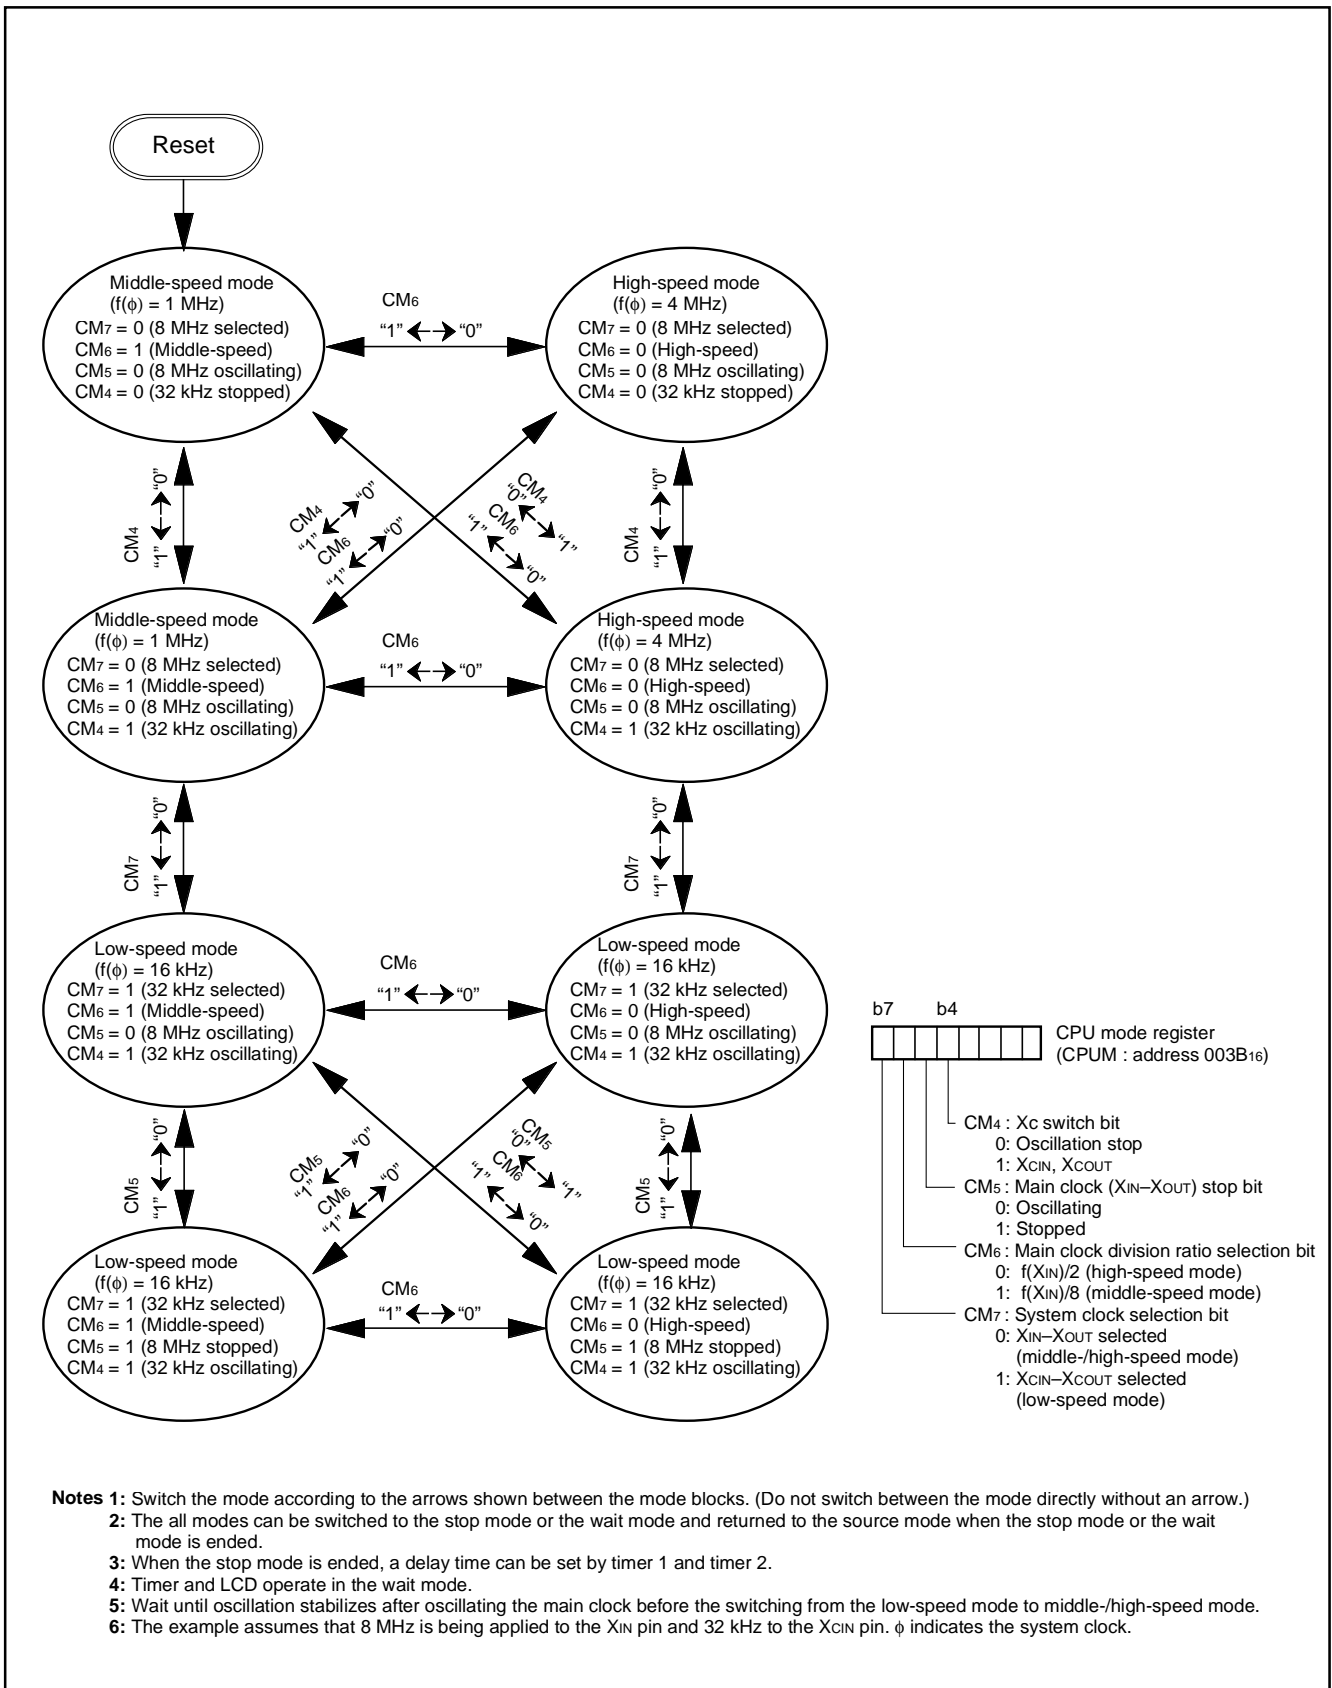 Reset
Middle-speed mode
(f(ϕ) = 1 MHz)
CM7 = 0 (8 MHz selected)
CM6 = 1 (Middle-speed)
CM5 = 0 (8 MHz oscillating)
CM4 = 0 (32 kHz stopped)
CM6
“1” “0”
High-speed mode
(f(ϕ) = 4 MHz)
CM7 = 0 (8 MHz selected)
CM6 = 0 (High-speed)
CM5 = 0 (8 MHz oscillating)
CM4 = 0 (32 kHz stopped)
CM4
“1” “0”
CM4
“1” “0”
CM6
“1” “0”
CM4
“0” “1”
CM6
“1” “0”
CM4
“1” “0”
Middle-speed mode
(f(ϕ) = 1 MHz)
CM7 = 0 (8 MHz selected)
CM6 = 1 (Middle-speed)
CM5 = 0 (8 MHz oscillating)
CM4 = 1 (32 kHz oscillating)
CM6
“1” “0”
High-speed mode
(f(ϕ) = 4 MHz)
CM7 = 0 (8 MHz selected)
CM6 = 0 (High-speed)
CM5 = 0 (8 MHz oscillating)
CM4 = 1 (32 kHz oscillating)
CM7
“1” “0”
CM7
“1” “0”
Low-speed mode
(f(ϕ) = 16 kHz)
CM7 = 1 (32 kHz selected)
CM6 = 1 (Middle-speed)
CM5 = 0 (8 MHz oscillating)
CM4 = 1 (32 kHz oscillating)
CM6
“1” “0”
Low-speed mode
(f(ϕ) = 16 kHz)
CM7 = 1 (32 kHz selected)
CM6 = 0 (High-speed)
CM5 = 0 (8 MHz oscillating)
CM4 = 1 (32 kHz oscillating)
CM5
“1” “0”
CM5
“1” “0”
CM6
“1” “0”
CM5
“0” “1”
CM6
“1” “0”
CM5
“1” “0”
Low-speed mode
(f(ϕ) = 16 kHz)
CM7 = 1 (32 kHz selected)
CM6 = 1 (Middle-speed)
CM5 = 1 (8 MHz stopped)
CM4 = 1 (32 kHz oscillating)
CM6
“1” “0”
Low-speed mode
(f(ϕ) = 16 kHz)
CM7 = 1 (32 kHz selected)
CM6 = 0 (High-speed)
CM5 = 1 (8 MHz stopped)
CM4 = 1 (32 kHz oscillating)
b7 b4
CPU mode register
(CPUM : address 003B16)
CM4 : Xc switch bit
0: Oscillation stop
1: XCIN, XCOUT
CM5 : Main clock (XIN–XOUT) stop bit
0: Oscillating
1: Stopped
CM6 : Main clock division ratio selection bit
0: f(XIN)/2 (high-speed mode)
1: f(XIN)/8 (middle-speed mode)
CM7 : System clock selection bit
0: XIN–XOUT selected
(middle-/high-speed mode)
1: XCIN–XCOUT selected
(low-speed mode)
Notes 1: Switch the mode according to the arrows shown between the mode blocks. (Do not switch between the mode directly without an arrow.)
2: The all modes can be switched to the stop mode or the wait mode and returned to the source mode when the stop mode or the wait
mode is ended.
3: When the stop mode is ended, a delay time can be set by timer 1 and timer 2.
4: Timer and LCD operate in the wait mode.
5: Wait until oscillation stabilizes after oscillating the main clock before the switching from the low-speed mode to middle-/high-speed mode.
6: The example assumes that 8 MHz is being applied to the XIN pin and 32 kHz to the XCIN pin. ϕ indicates the system clock.